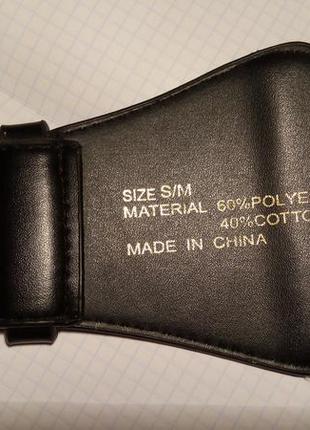 SIZE S/M
MATERIAL 60%POLYE
40%COTTO
MADE IN CHINA